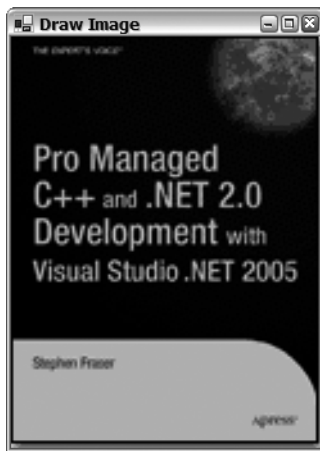 Draw Image
THE EXPERT'S VOICE®
Pro Managed
C++ and .NET 2.0
Development with
Visual Studio .NET 2005
Stephen Fraser
Apress®